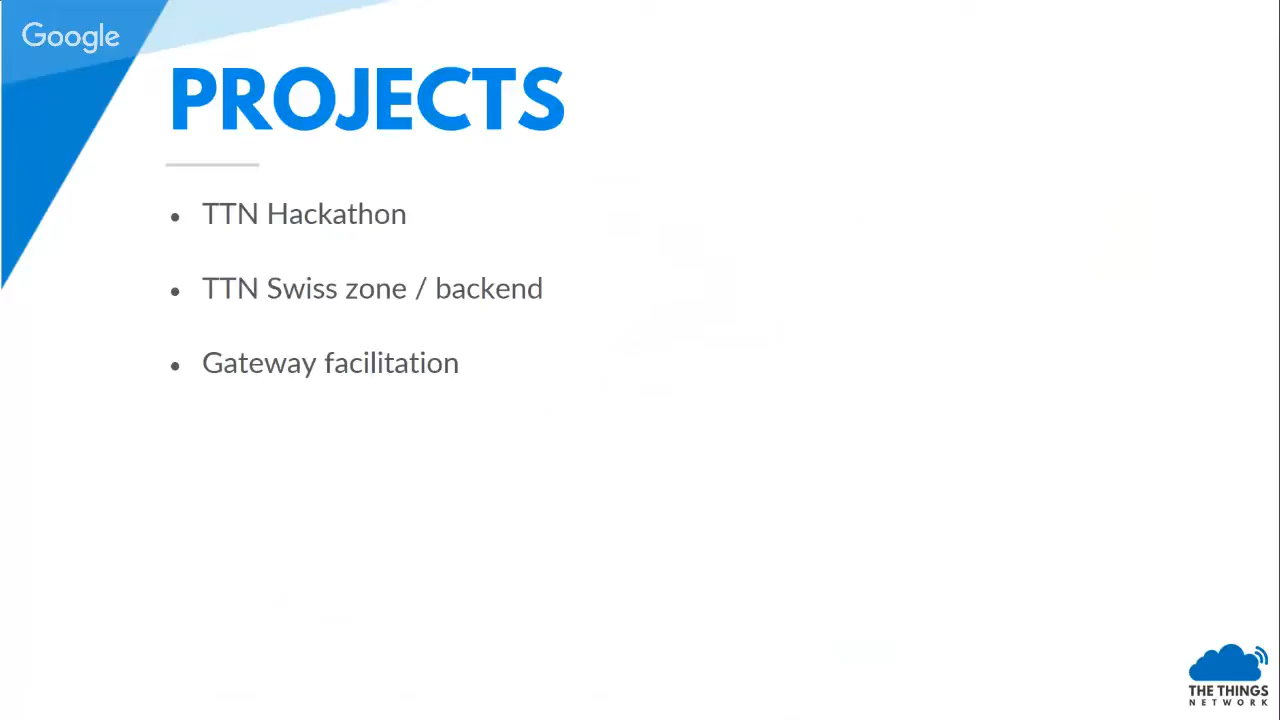 Google
PROJECTS
• TTN Hackathon
• TTN Swiss zone / backend
• Gateway facilitation
THE THINGS
NETWORK